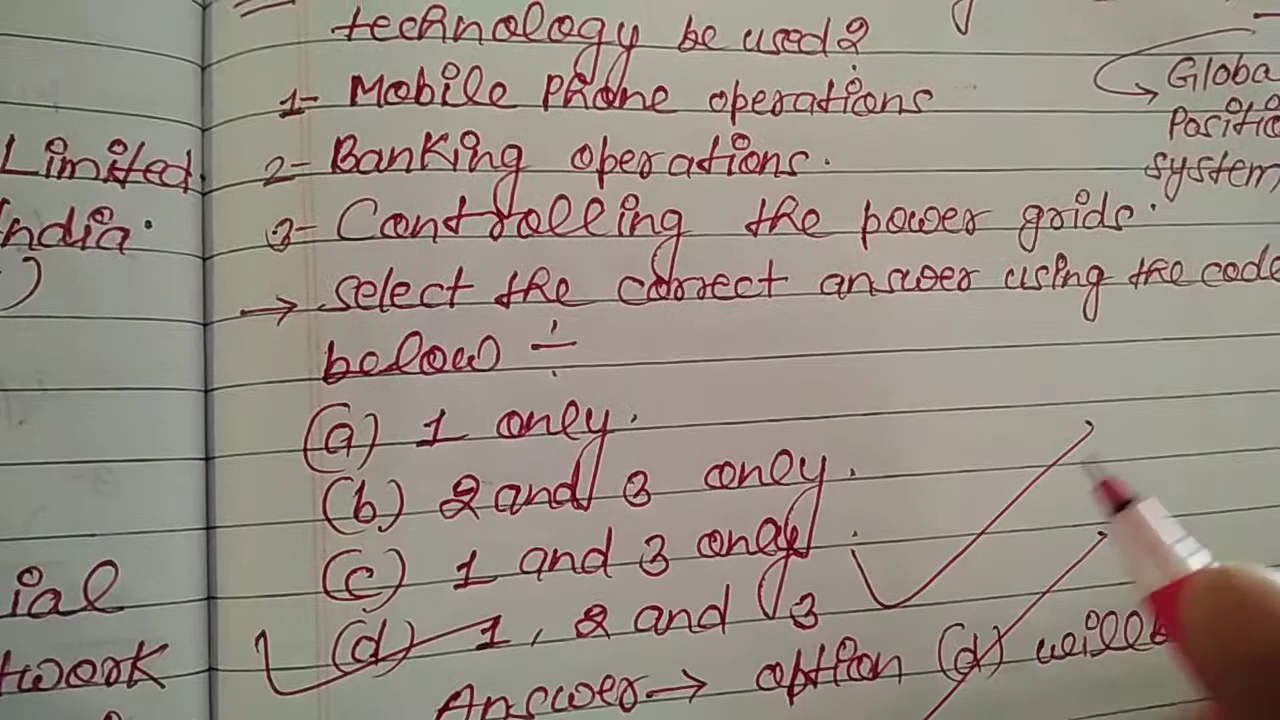 technology be used?
1- Mobile Phone operations
2- Banking operations.
3- Controlling the power grids.
→ select the correct answer using the code
below ÷
(a) 1 only.
(b) 2 and 3 only.
(c) 1 and 3 only.
(d) 1, 2 and 3
Answer → option (d) will b
Globa
Positio
system
Limited
India.
)
ial
twork